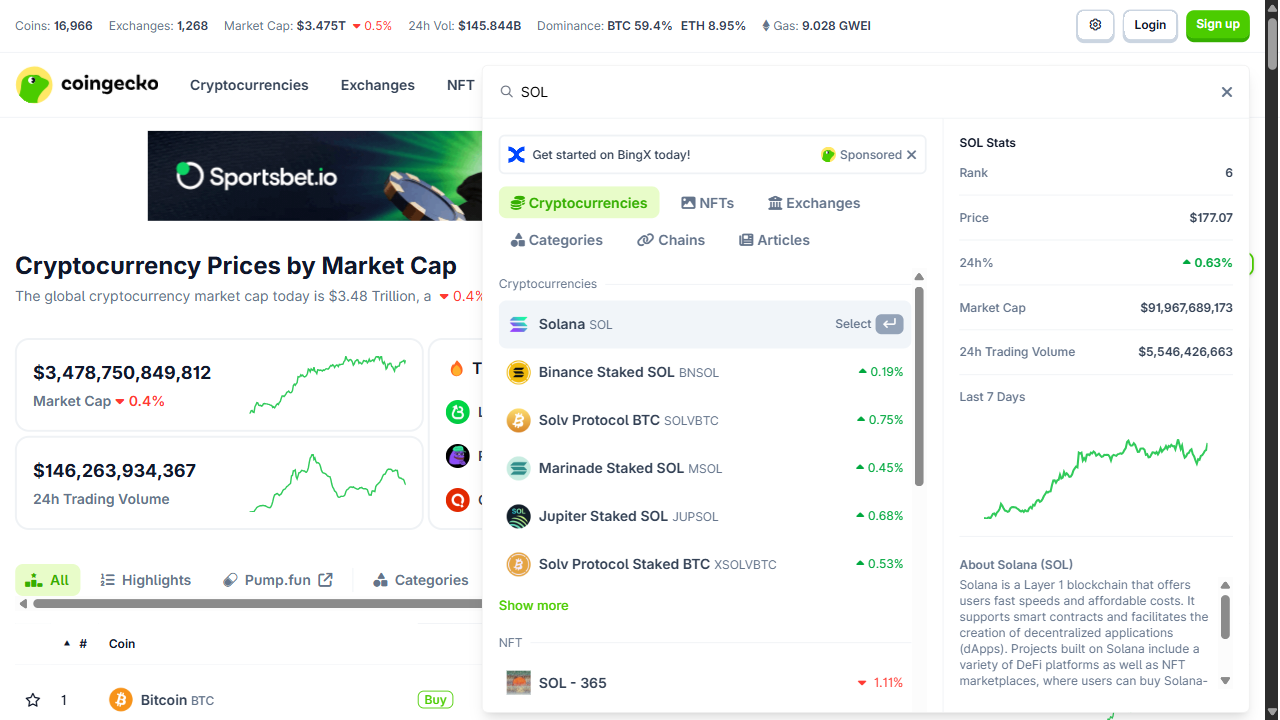 Coins: 16,966 Exchanges: 1,268 Market Cap: $3.475T 0.5% 24h Vol: $145.844B Dominance: BTC 59.4% ETH 8.95% Gas: 9.028 GWEI
Login
Sign up
coingecko
Cryptocurrencies Exchanges NFT
SOL
Sportsbet.io
Get started on BingX today! Sponsored
Cryptocurrencies NFTs Exchanges
Categories Chains Articles
Cryptocurrencies
Solana SOL Select
Binance Staked SOL BNSOL 0.19%
Solv Protocol BTC SOLVBTC 0.75%
Marinade Staked SOL MSOL 0.45%
Jupiter Staked SOL JUPSOL 0.68%
Solv Protocol Staked BTC XSOLVBTC 0.53%
Show more
NFT
SOL - 365 1.11%
SOL Stats
Rank 6
Price $177.07
24h% 0.63%
Market Cap $91,967,689,173
24h Trading Volume $5,546,426,663
Last 7 Days
About Solana (SOL)
Solana is a Layer 1 blockchain that offers
users fast speeds and affordable costs. It
supports smart contracts and facilitates the
creation of decentralized applications
(dApps). Projects built on Solana include a
variety of DeFi platforms as well as NFT
marketplaces, where users can buy Solana-
Cryptocurrency Prices by Market Cap
The global cryptocurrency market cap today is $3.48 Trillion, a 0.4%
$3,478,750,849,812
Market Cap 0.4%
$146,263,934,367
24h Trading Volume
All Highlights Pump.fun Categories
# Coin
1 Bitcoin BTC Buy